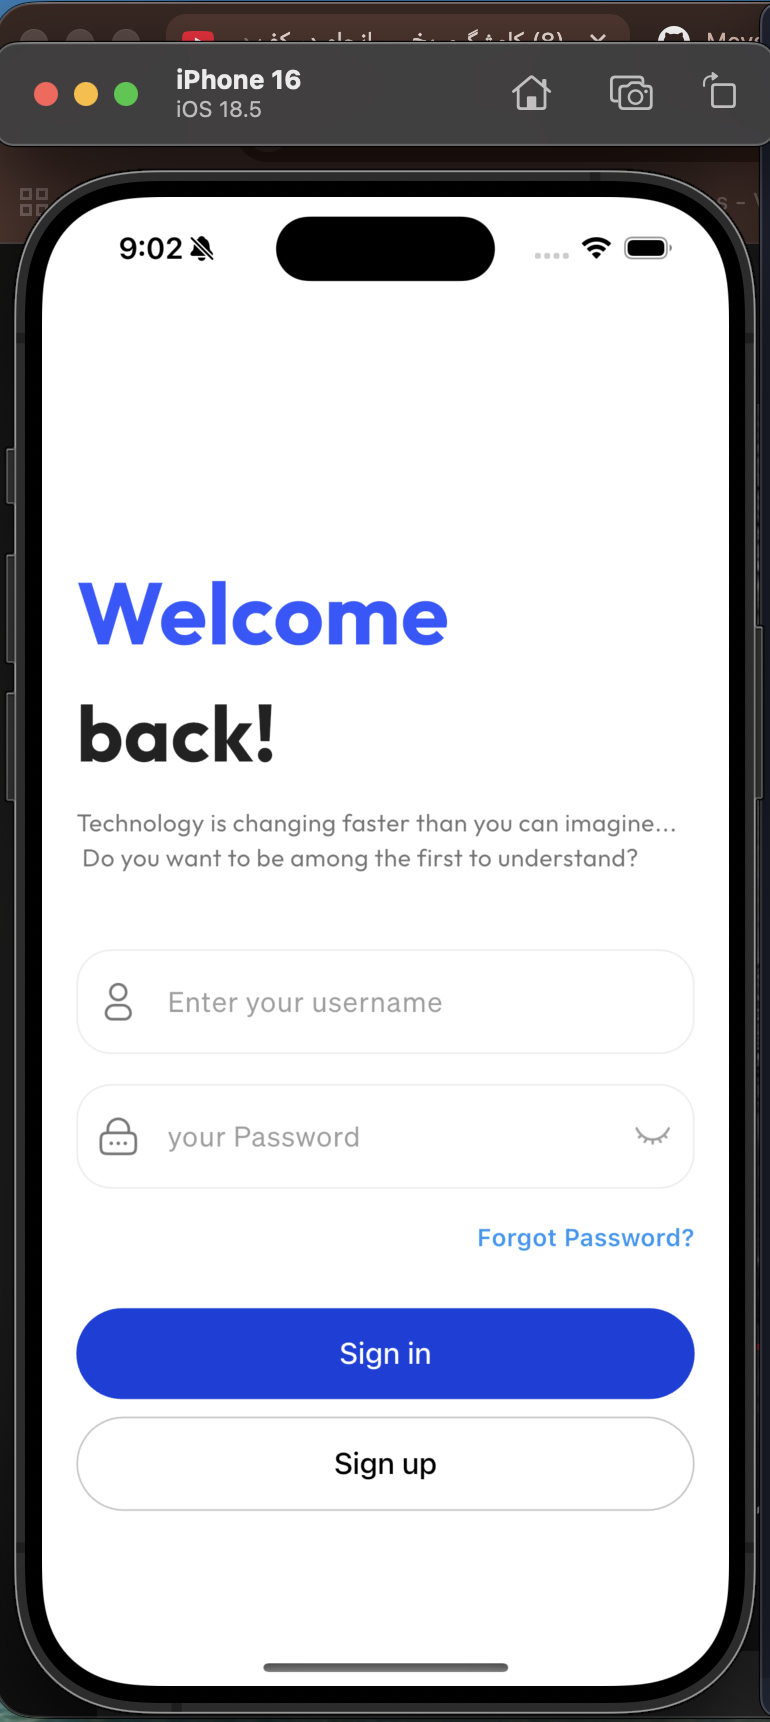 iPhone 16
iOS 18.5
9:02
Welcome
back!
Technology is changing faster than you can imagine...
Do you want to be among the first to understand?
Enter your username
your Password
Forgot Password?
Sign in
Sign up